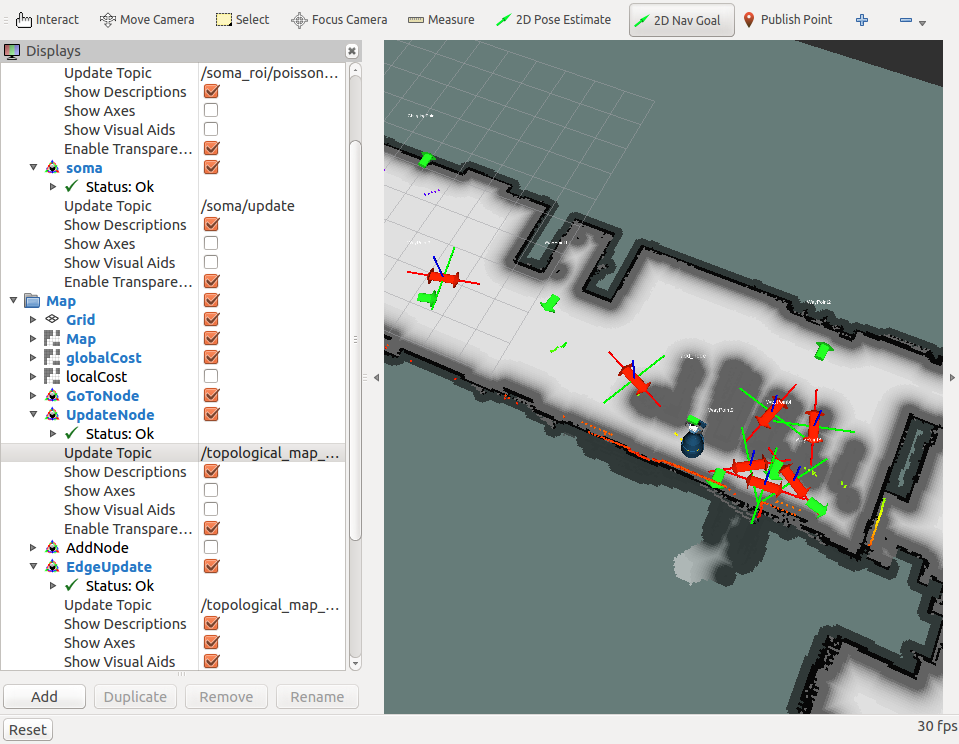 Interact Move Camera Select Focus Camera Measure 2D Pose Estimate 2D Nav Goal Publish Point
Displays
Update Topic /soma_roi/poisson...
Show Descriptions
Show Axes
Show Visual Aids
Enable Transpare...
soma
Status: Ok
Update Topic /soma/update
Show Descriptions
Show Axes
Show Visual Aids
Enable Transpare...
Map
Grid
Map
globalCost
localCost
GoToNode
UpdateNode
Status: Ok
Update Topic /topological_map_...
Show Descriptions
Show Axes
Show Visual Aids
Enable Transpare...
AddNode
EdgeUpdate
Status: Ok
Update Topic /topological_map_...
Show Descriptions
Show Axes
Show Visual Aids
Add Duplicate Remove Rename
Reset
30 fps
WayPoint2